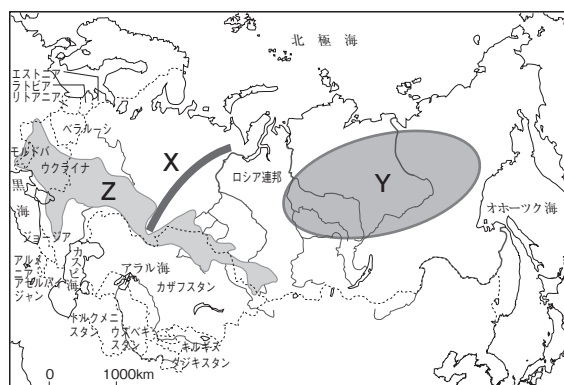 北極海
エストニア
ラトビア
リトアニア
ベラルーシ
モルドバ
ウクライナ
X
ロシア連邦
Y
Z
黒海
オホーツク海
ジョージア
アルメニア
アゼルバイジャン
カスピ海
アラル海
カザフスタン
トルクメニスタン
ウズベキスタン
キルギス
タジキスタン
0 1000km